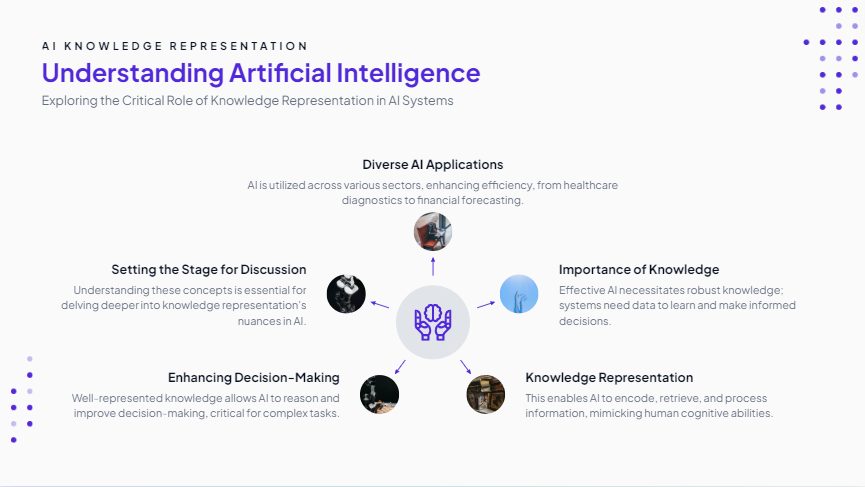 AI KNOWLEDGE REPRESENTATION
Understanding Artificial Intelligence
Exploring the Critical Role of Knowledge Representation in AI Systems
Diverse AI Applications
AI is utilized across various sectors, enhancing efficiency, from healthcare
diagnostics to financial forecasting.
Setting the Stage for Discussion
Understanding these concepts is essential for
delving deeper into knowledge representation's
nuances in AI.
Importance of Knowledge
Effective AI necessitates robust knowledge;
systems need data to learn and make informed
decisions.
Enhancing Decision-Making
Well-represented knowledge allows AI to reason and
improve decision-making, critical for complex tasks.
Knowledge Representation
This enables AI to encode, retrieve, and process
information, mimicking human cognitive abilities.